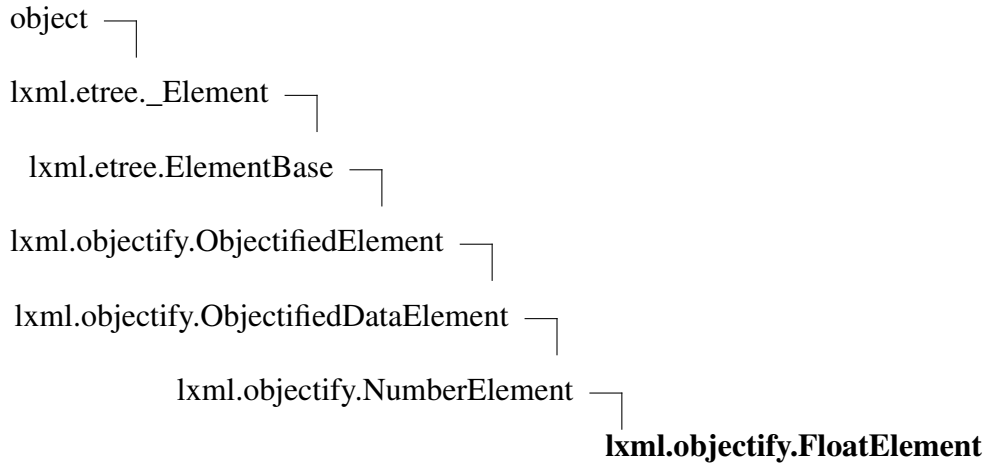 object
lxml.etree._Element
lxml.etree.ElementBase
lxml.objectify.ObjectifiedElement
lxml.objectify.ObjectifiedDataElement
lxml.objectify.NumberElement
lxml.objectify.FloatElement